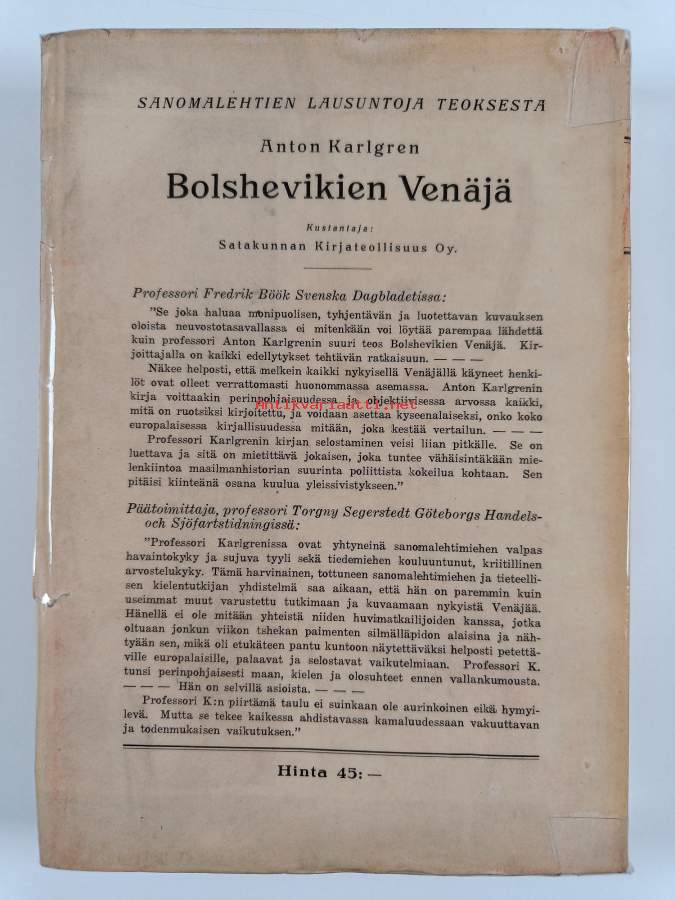 SANOMALEHTIEN LAUSUNTOJA TEOKSESTA
Anton Karlgren
Bolshevikien Venäjä
Kustantaja:
Satakunnan Kirjateollisuus Oy.
Professori Fredrik Böök Svenska Dagbladetissa:
"Se joka haluaa monipuolisen, tyhjentävän ja luotettavan kuvauksen
oloista neuvostotasavallassa ei mitenkään voi löytää parempaa lähdettä
kuin professori Anton Karlgrenin suuri teos Bolshevikien Venäjä. Kir-
joittajalla on kaikki edellytykset tehtävän ratkaisuun. — — —
Näkee helposti, että melkein kaikki nykyisellä Venäjällä käyneet henki-
löt ovat olleet verrattomasti huonommassa asemassa. Anton Karlgrenin
kirja voittaakin perinpohjaisuudessa ja objektiivisessa arvossa kaikki,
Antikvariaatti.net
mitä on ruotsiksi kirjoitettu, ja voidaan asettaa kyseenalaiseksi, onko koko
europalaisessa kirjallisuudessa mitään, joka kestää vertailun. — — —
Professori Karlgrenin kirjan selostaminen veisi liian pitkälle. Se on
luettava ja sitä on mietittävä jokaisen, joka tuntee vähäisintäkään mie-
lenkiintoa maailmanhistorian suurinta poliittista kokeilua kohtaan. Sen
pitäisi kiinteänä osana kuulua yleissivistykseen."
Päätoimittaja, professori Torgny Segerstedt Göteborgs Handels-
och Sjöfartstidningissä:
"Professori Karlgrenissa ovat yhtyneinä sanomalehtimiehen valpas
havaintokyky ja sujuva tyyli sekä tiedemiehen kouluuntunut, kriitillinen
arvostelukyky. Tämä harvinainen, tottuneen sanomalehtimiehen ja tieteelli-
sen kielentutkijan yhdistelmä saa aikaan, että hän on paremmin kuin
useimmat muut varustettu tutkimaan ja kuvaamaan nykyistä Venäjää.
Hänellä ei ole mitään yhteistä niiden huvimatkailijoiden kanssa, jotka
oltuaan jonkun viikon tshekan paimenten silmälläpidon alaisina ja näh-
tyään sen, mikä oli etukäteen pantu kuntoon näytettäväksi helposti petettä-
ville europalaisille, palaavat ja selostavat vaikutelmiaan. Professori K.
tunsi perinpohjaisesti maan, kielen ja olosuhteet ennen vallankumousta.
— — — Hän on selvillä asioista. — — —
Professori K:n piirtämä taulu ei suinkaan ole aurinkoinen eikä hymyi-
levä. Mutta se tekee kaikessa ahdistavassa kamaluudessaan vakuuttavan
ja todenmukaisen vaikutuksen."
Hinta 45: —